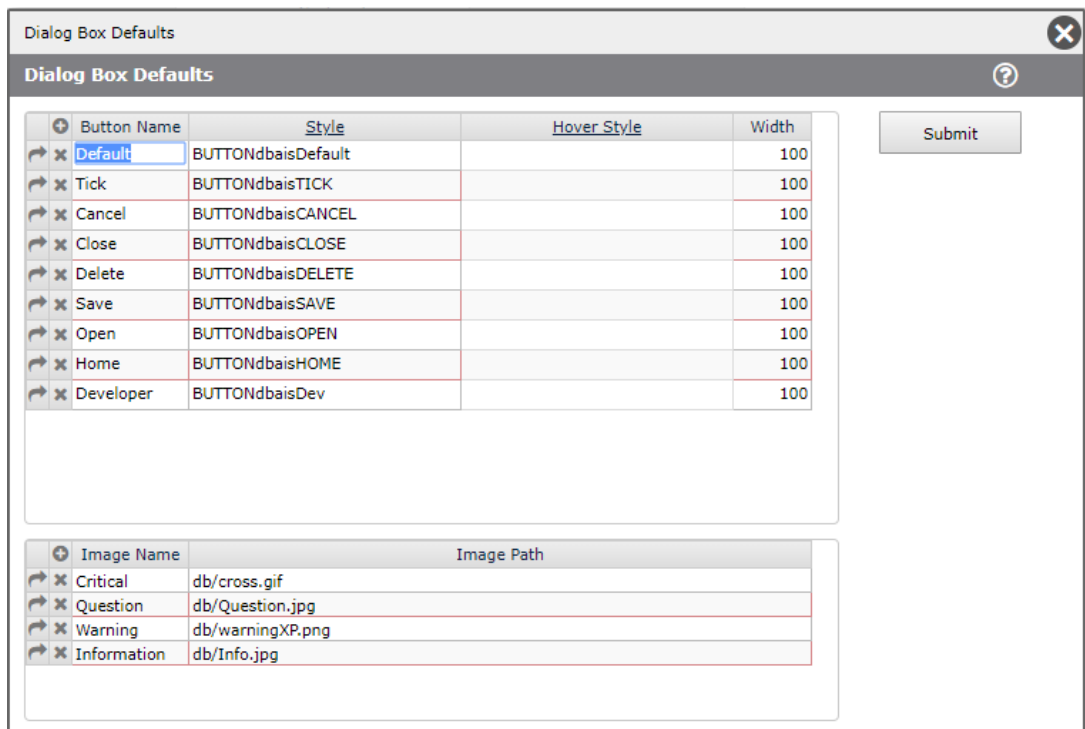 Dialog Box Defaults
Dialog Box Defaults
Button Name Style Hover Style Width
Submit
Default BUTTONdbaisDefault 100
Tick BUTTONdbaisTICK 100
Cancel BUTTONdbaisCANCEL 100
Close BUTTONdbaisCLOSE 100
Delete BUTTONdbaisDELETE 100
Save BUTTONdbaisSAVE 100
Open BUTTONdbaisOPEN 100
Home BUTTONdbaisHOME 100
Developer BUTTONdbaisDev 100
Image Name Image Path
Critical db/cross.gif
Question db/Question.jpg
Warning db/warningXP.png
Information db/Info.jpg